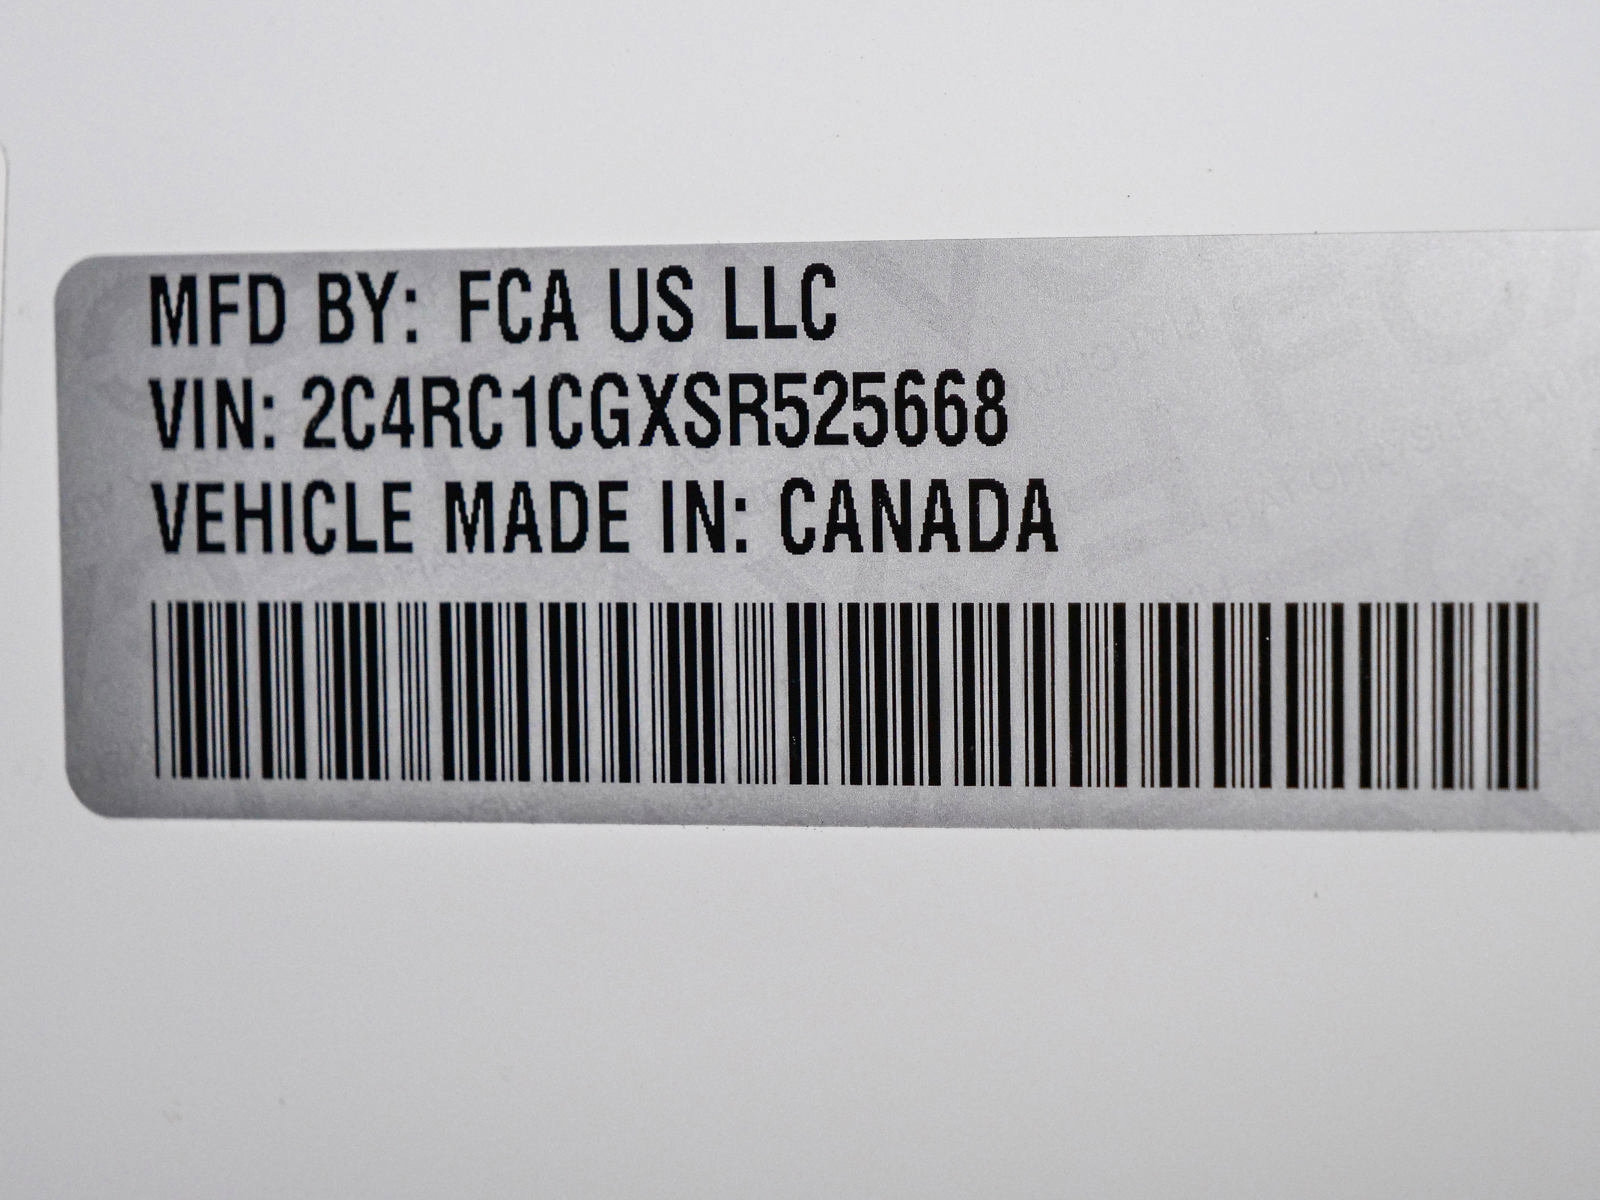 MFD BY: FCA US LLC
VIN: 2C4RC1CGXSR525668
VEHICLE MADE IN: CANADA